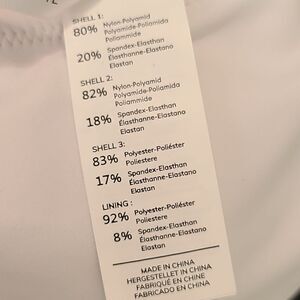 SHELL 1:
80% Nylon-Polyamid
Polyamide-Poliamida
Poliammide
20% Spandex-Elasthan
Élasthanne-Elastano
Elastan
SHELL 2:
82% Nylon-Polyamid
Polyamide-Poliamida
Poliammide
18% Spandex-Elasthan
Élasthanne-Elastano
Elastan
SHELL 3:
83% Polyester-Poliéster
Poliestere
17% Spandex-Elasthan
Élasthanne-Elastano
Elastan
LINING :
92% Polyester-Poliéster
Poliestere
8% Spandex-Elasthan
Élasthanne-Elastano
Elastan
MADE IN CHINA
HERGESTELLET IN CHINA
FABRIQUÉ EN CHINE
FABRICADO EN CHINA